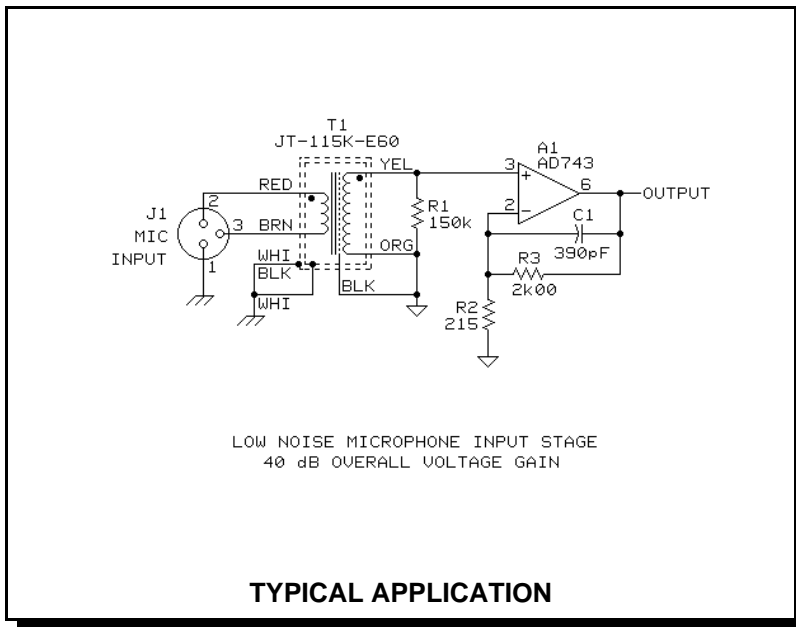 T1
JT-115K-E60
YEL
A1
AD743
3
+
6
OUTPUT
RED
2
J1
MIC
INPUT
3
BRN
1
R1
150k
ORG
2
-
C1
390pF
WHI
BLK
WHI
BLK
R3
2k00
R2
215
LOW NOISE MICROPHONE INPUT STAGE
40 dB OVERALL VOLTAGE GAIN
TYPICAL APPLICATION